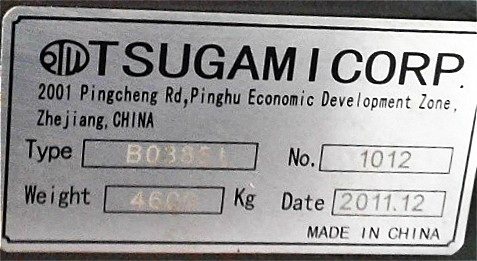 TSUGAMI CORP.
2001 Pingcheng Rd,Pinghu Economic Development Zone,
Zhejiang,CHINA
Type No. 1012
Weight Kg Date 2011.12
MADE IN CHINA